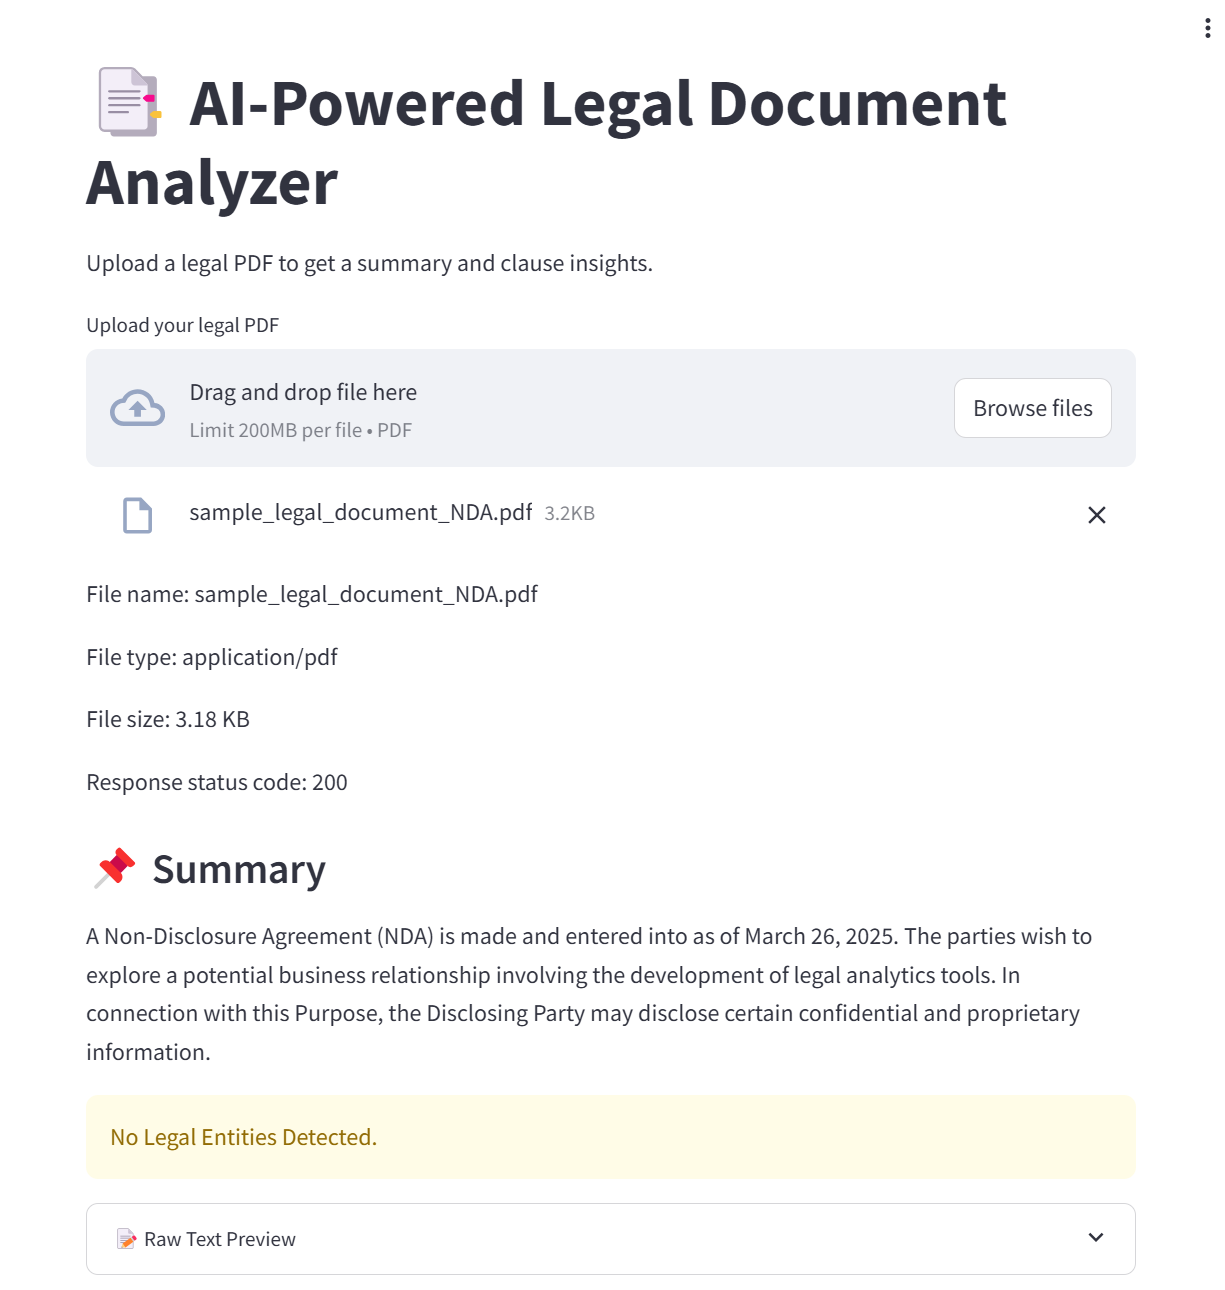 AI-Powered Legal Document
Analyzer
Upload a legal PDF to get a summary and clause insights.
Upload your legal PDF
Drag and drop file here
Limit 200MB per file • PDF
Browse files
sample_legal_document_NDA.pdf 3.2KB
File name: sample_legal_document_NDA.pdf
File type: application/pdf
File size: 3.18 KB
Response status code: 200
Summary
A Non-Disclosure Agreement (NDA) is made and entered into as of March 26, 2025. The parties wish to
explore a potential business relationship involving the development of legal analytics tools. In
connection with this Purpose, the Disclosing Party may disclose certain confidential and proprietary
information.
No Legal Entities Detected.
Raw Text Preview